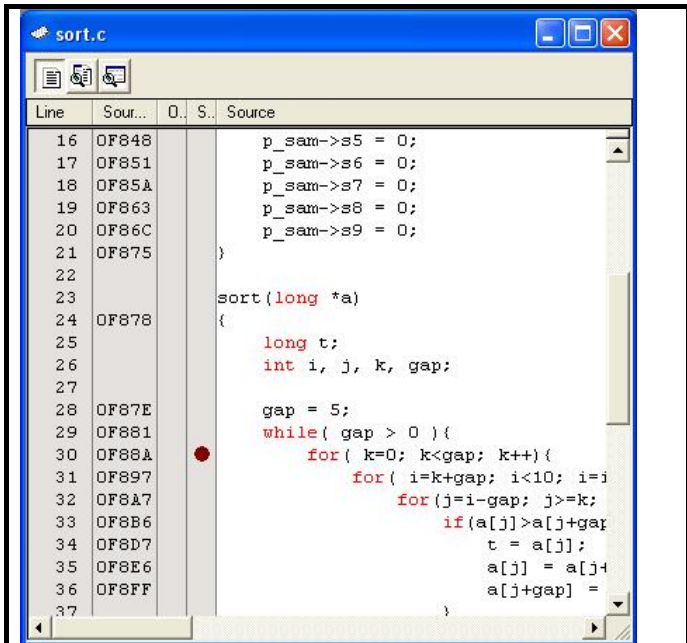 sort.c
Line Sour... O.. S.. Source
16 0F848 p_sam->s5 = 0;
17 0F851 p_sam->s6 = 0;
18 0F85A p_sam->s7 = 0;
19 0F863 p_sam->s8 = 0;
20 0F86C p_sam->s9 = 0;
21 0F875 }
22
23 sort(long *a)
24 0F878 {
25 long t;
26 int i, j, k, gap;
27
28 0F87E gap = 5;
29 0F881 while( gap > 0 ){
30 0F88A for( k=0; k<gap; k++){
31 0F897 for( i=k+gap; i<10; i=i
32 0F8A7 for(j=i-gap; j>=k;
33 0F8B6 if(a[j]>a[j+gap
34 0F8D7 t = a[j];
35 0F8E6 a[j] = a[j+
36 0F8FF a[j+gap] =
37 }